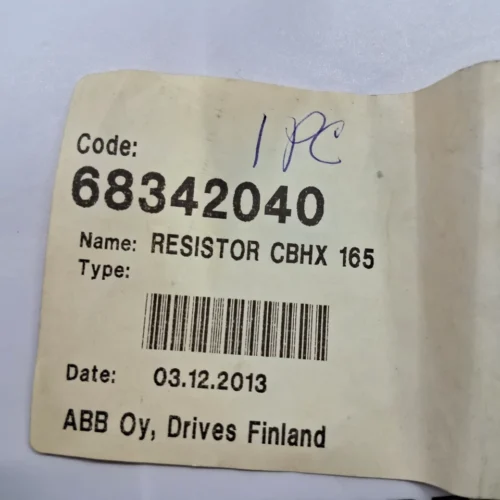 1 PC
Code:
68342040
Name: RESISTOR CBHX 165
Type:
Date: 03.12.2013
ABB Oy, Drives Finland